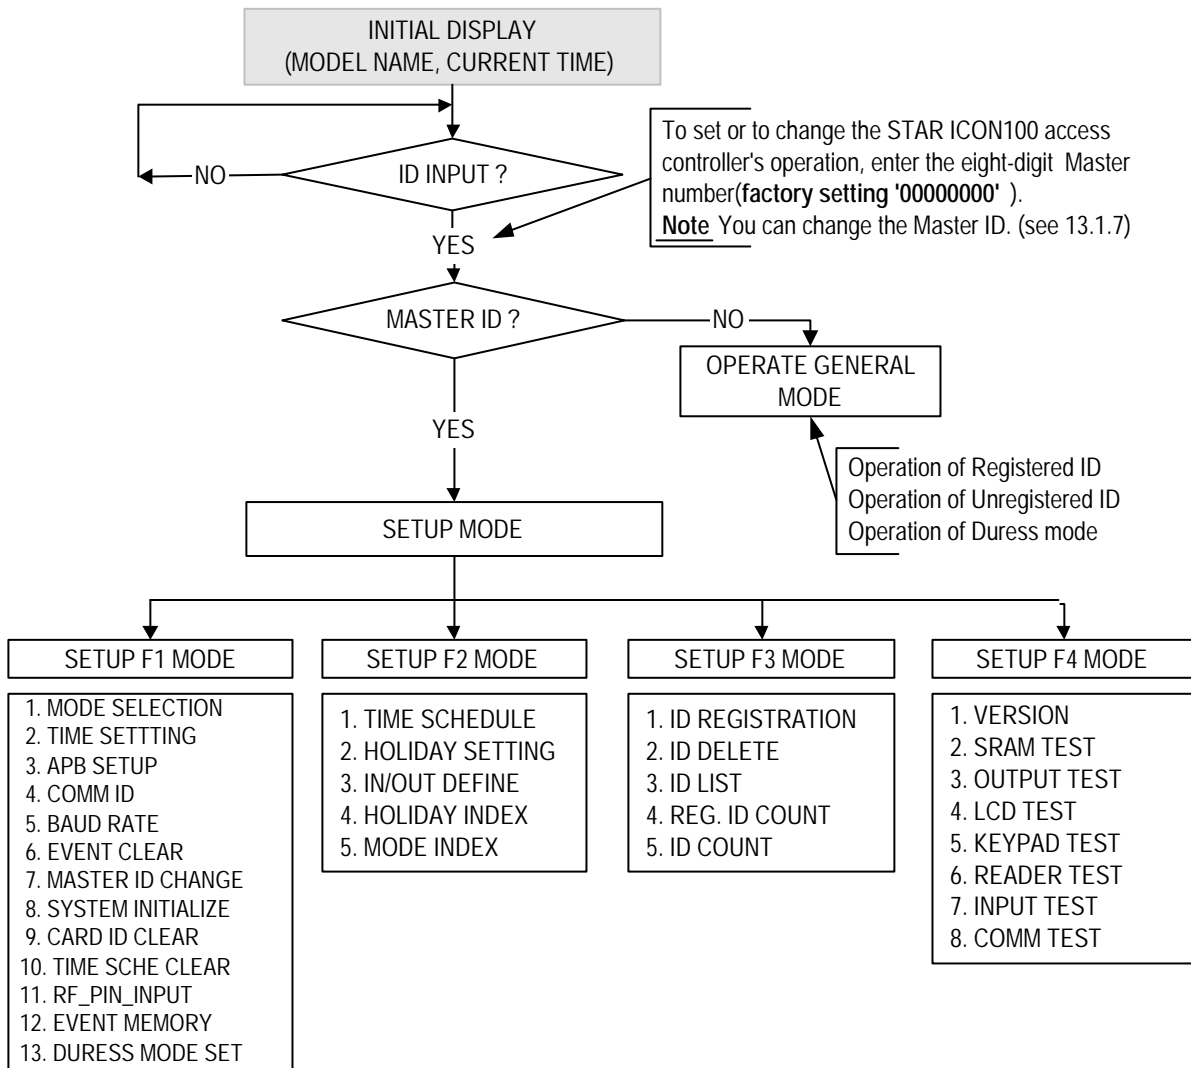 INITIAL DISPLAY
(MODEL NAME, CURRENT TIME)
To set or to change the STAR ICON100 access
controller's operation, enter the eight-digit Master
number(factory setting '00000000' ).
Note You can change the Master ID. (see 13.1.7)
NO
ID INPUT ?
YES
MASTER ID ?
NO
OPERATE GENERAL
MODE
YES
Operation of Registered ID
Operation of Unregistered ID
Operation of Duress mode
SETUP MODE
SETUP F1 MODE
1. MODE SELECTION
2. TIME SETTTING
3. APB SETUP
4. COMM ID
5. BAUD RATE
6. EVENT CLEAR
7. MASTER ID CHANGE
8. SYSTEM INITIALIZE
9. CARD ID CLEAR
10. TIME SCHE CLEAR
11. RF_PIN_INPUT
12. EVENT MEMORY
13. DURESS MODE SET
SETUP F2 MODE
1. TIME SCHEDULE
2. HOLIDAY SETTING
3. IN/OUT DEFINE
4. HOLIDAY INDEX
5. MODE INDEX
SETUP F3 MODE
1. ID REGISTRATION
2. ID DELETE
3. ID LIST
4. REG. ID COUNT
5. ID COUNT
SETUP F4 MODE
1. VERSION
2. SRAM TEST
3. OUTPUT TEST
4. LCD TEST
5. KEYPAD TEST
6. READER TEST
7. INPUT TEST
8. COMM TEST